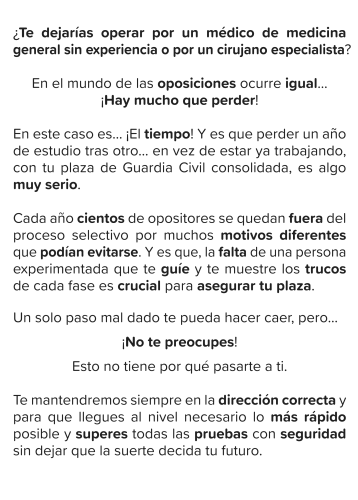 ¿Te dejarías operar por un médico de medicina
general sin experiencia o por un cirujano especialista?
En el mundo de las oposiciones ocurre igual...
¡Hay mucho que perder!
En este caso es... ¡El tiempo! Y es que perder un año
de estudio tras otro... en vez de estar ya trabajando,
con tu plaza de Guardia Civil consolidada, es algo
muy serio.
Cada año cientos de opositores se quedan fuera del
proceso selectivo por muchos motivos diferentes
que podían evitarse. Y es que, la falta de una persona
experimentada que te guíe y te muestre los trucos
de cada fase es crucial para asegurar tu plaza.
Un solo paso mal dado te pueda hacer caer, pero...
¡No te preocupes!
Esto no tiene por qué pasarte a ti.
Te mantendremos siempre en la dirección correcta y
para que llegues al nivel necesario lo más rápido
posible y superes todas las pruebas con seguridad
sin dejar que la suerte decida tu futuro.